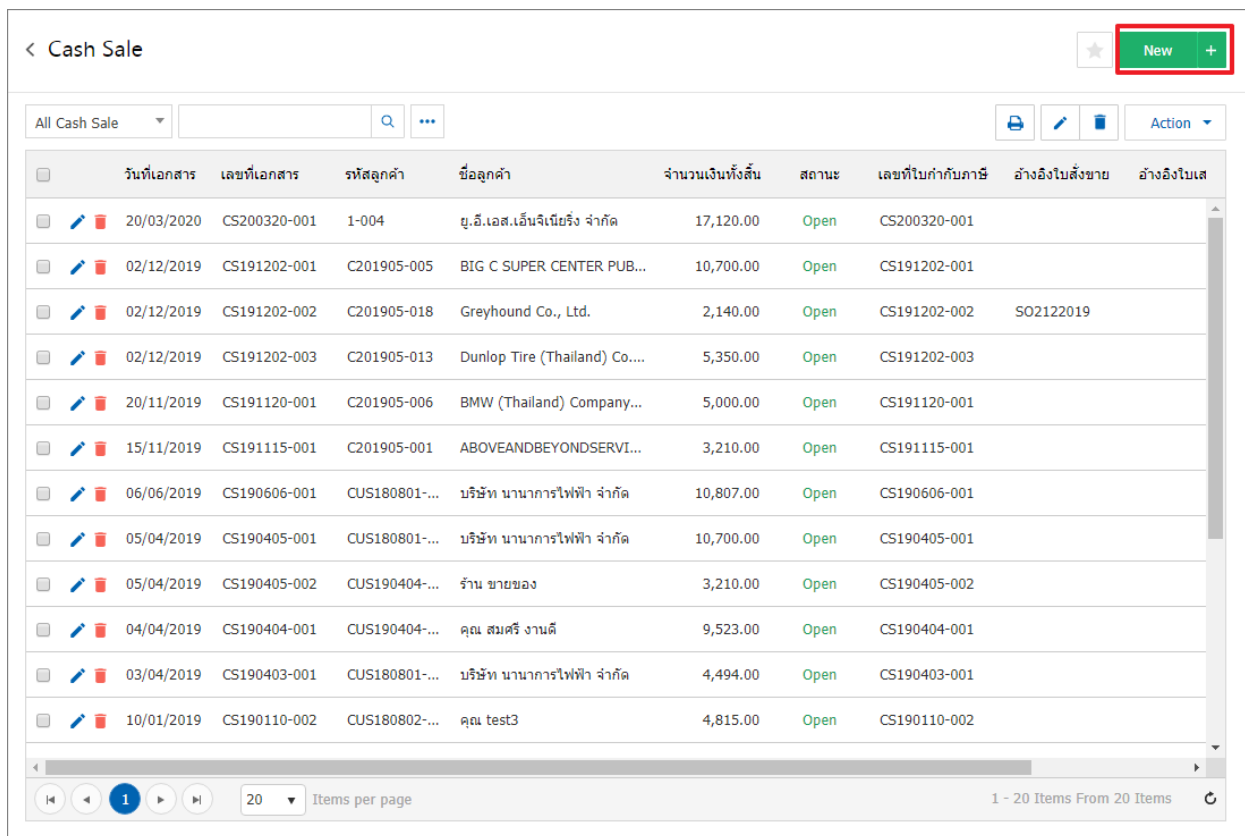 < Cash Sale New +
All Cash Sale Action
วันที่เอกสาร เลขที่เอกสาร รหัสลูกค้า ชื่อลูกค้า จำนวนเงินทั้งสิ้น สถานะ เลขที่ใบกำกับภาษี อ้างอิงใบสั่งขาย อ้างอิงใบเส
20/03/2020 CS200320-001 1-004 ยู.อี.เอส.เอ็นจิเนียริ่ง จำกัด 17,120.00 Open CS200320-001
02/12/2019 CS191202-001 C201905-005 BIG C SUPER CENTER PUB... 10,700.00 Open CS191202-001
02/12/2019 CS191202-002 C201905-018 Greyhound Co., Ltd. 2,140.00 Open CS191202-002 SO2122019
02/12/2019 CS191202-003 C201905-013 Dunlop Tire (Thailand) Co.... 5,350.00 Open CS191202-003
20/11/2019 CS191120-001 C201905-006 BMW (Thailand) Company... 5,000.00 Open CS191120-001
15/11/2019 CS191115-001 C201905-001 ABOVEANDBEYONDSERVI... 3,210.00 Open CS191115-001
06/06/2019 CS190606-001 CUS180801-... บริษัท นานาการไฟฟ้า จำกัด 10,807.00 Open CS190606-001
05/04/2019 CS190405-001 CUS180801-... บริษัท นานาการไฟฟ้า จำกัด 10,700.00 Open CS190405-001
05/04/2019 CS190405-002 CUS190404-... ร้าน ขายของ 3,210.00 Open CS190405-002
04/04/2019 CS190404-001 CUS190404-... คุณ สมศรี งานดี 9,523.00 Open CS190404-001
03/04/2019 CS190403-001 CUS180801-... บริษัท นานาการไฟฟ้า จำกัด 4,494.00 Open CS190403-001
10/01/2019 CS190110-002 CUS180802-... คุณ test3 4,815.00 Open CS190110-002
1 20 Items per page 1 - 20 Items From 20 Items